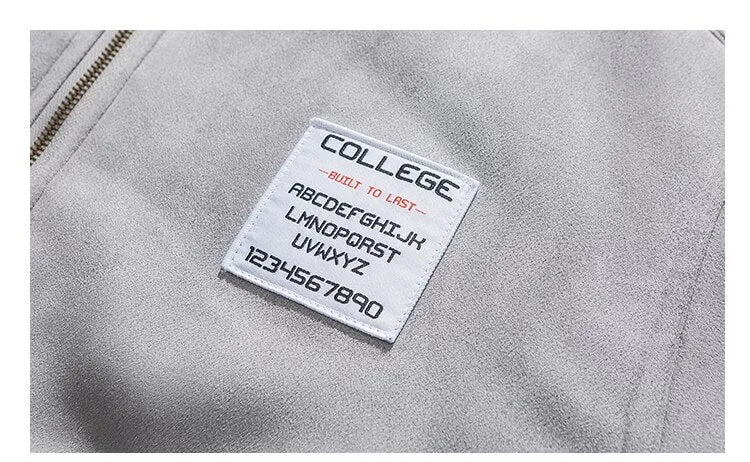 COLLEGE
—BUILT TO LAST—
ABCDEFGHIJK
LMNOPQRST
UVWXYZ
1234567890